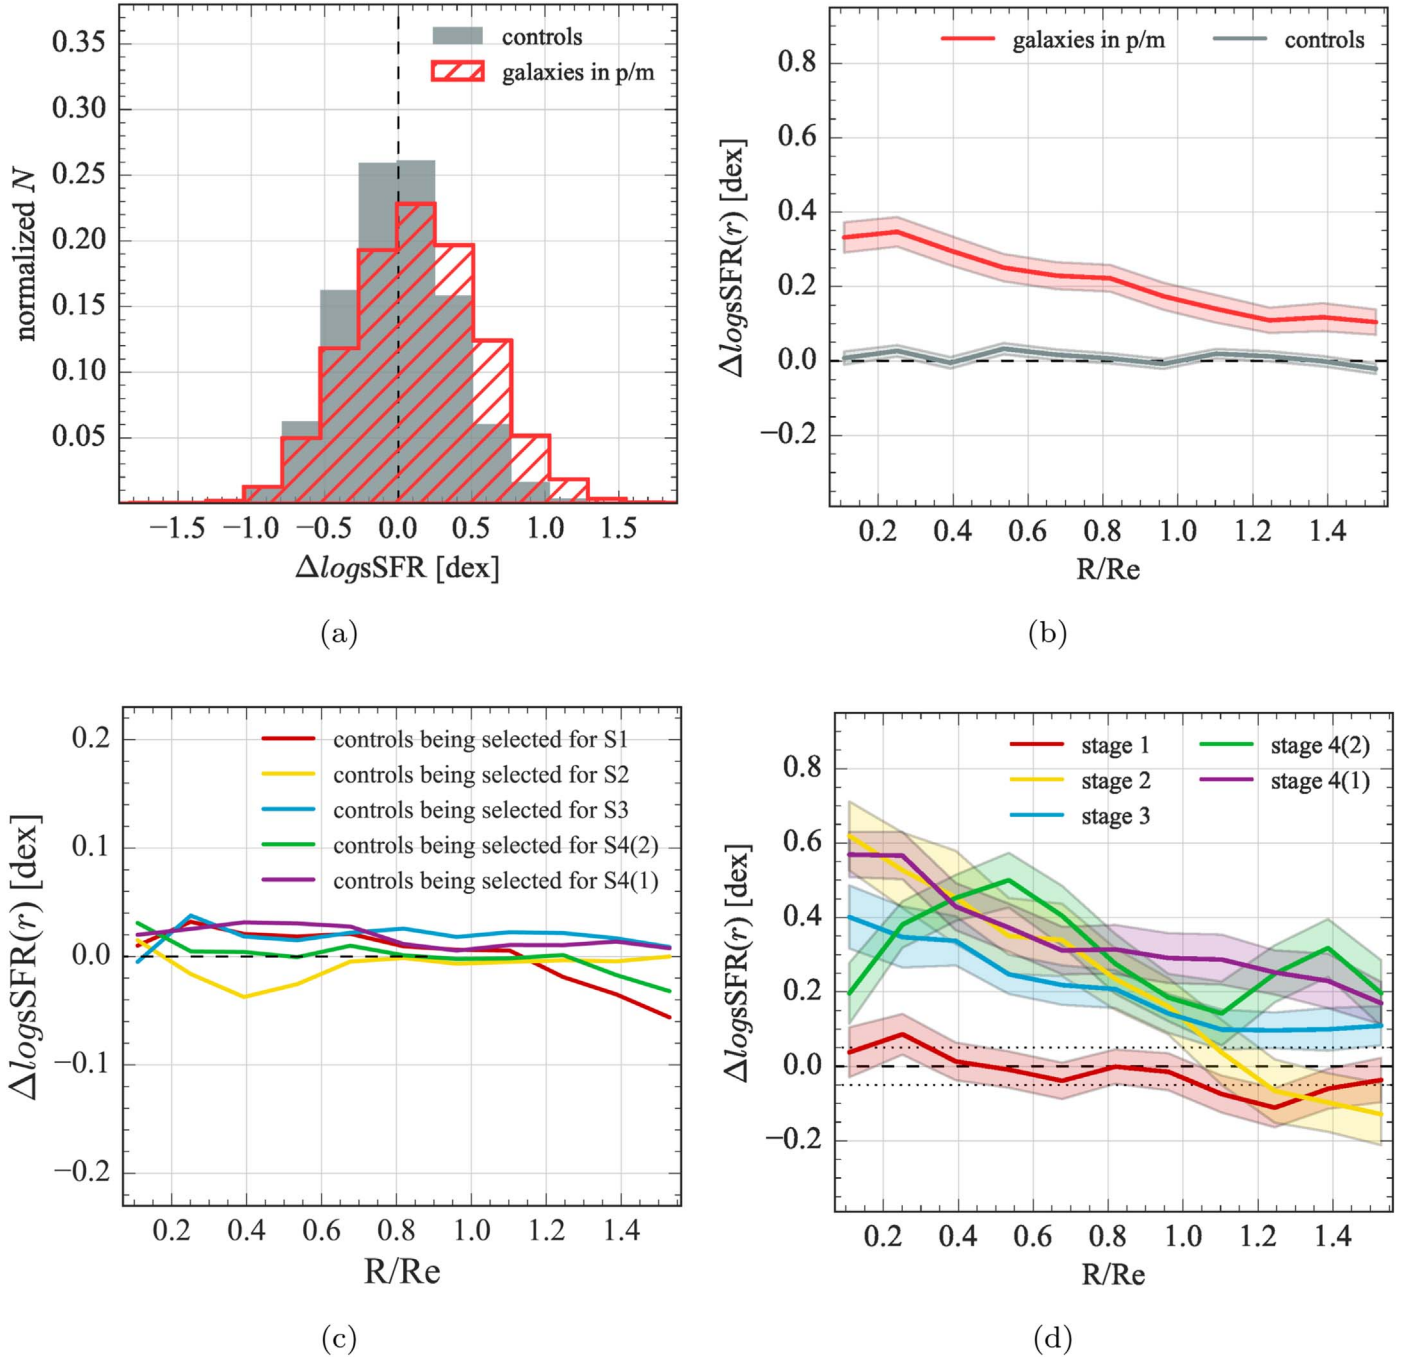 controls
galaxies in p/m
normalized N
0.35
0.30
0.25
0.20
0.15
0.10
0.05
−1.5 −1.0 −0.5 0.0 0.5 1.0 1.5
ΔlogsSFR [dex]
(a)
galaxies in p/m controls
ΔlogsSFR(r) [dex]
0.8
0.6
0.4
0.2
0.0
−0.2
0.2 0.4 0.6 0.8 1.0 1.2 1.4
R/Re
(b)
controls being selected for S1
controls being selected for S2
controls being selected for S3
controls being selected for S4(2)
controls being selected for S4(1)
ΔlogsSFR(r) [dex]
0.2
0.1
0.0
−0.1
−0.2
0.2 0.4 0.6 0.8 1.0 1.2 1.4
R/Re
(c)
stage 1 stage 4(2)
stage 2 stage 4(1)
stage 3
ΔlogsSFR(r) [dex]
0.8
0.6
0.4
0.2
0.0
−0.2
0.2 0.4 0.6 0.8 1.0 1.2 1.4
R/Re
(d)